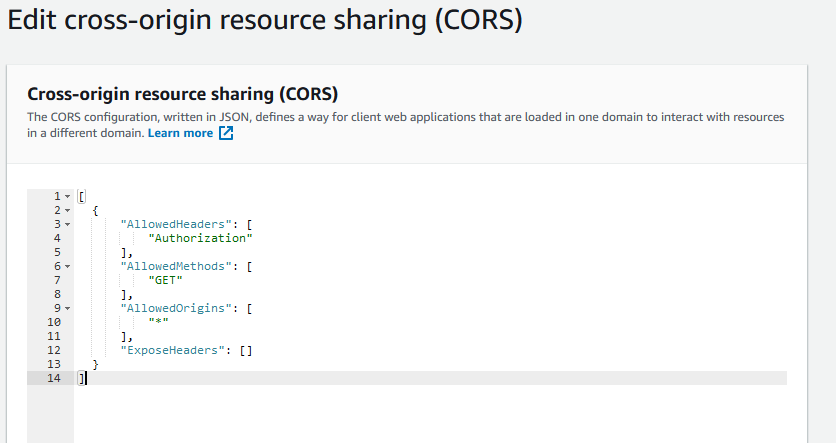 Edit cross-origin resource sharing (CORS)
Cross-origin resource sharing (CORS)
The CORS configuration, written in JSON, defines a way for client web applications that are loaded in one domain to interact with resources
in a different domain. Learn more
1 [
2 {
3 "AllowedHeaders": [
4 "Authorization"
5 ],
6 "AllowedMethods": [
7 "GET"
8 ],
9 "AllowedOrigins": [
10 "*"
11 ],
12 "ExposeHeaders": []
13 }
14 ]